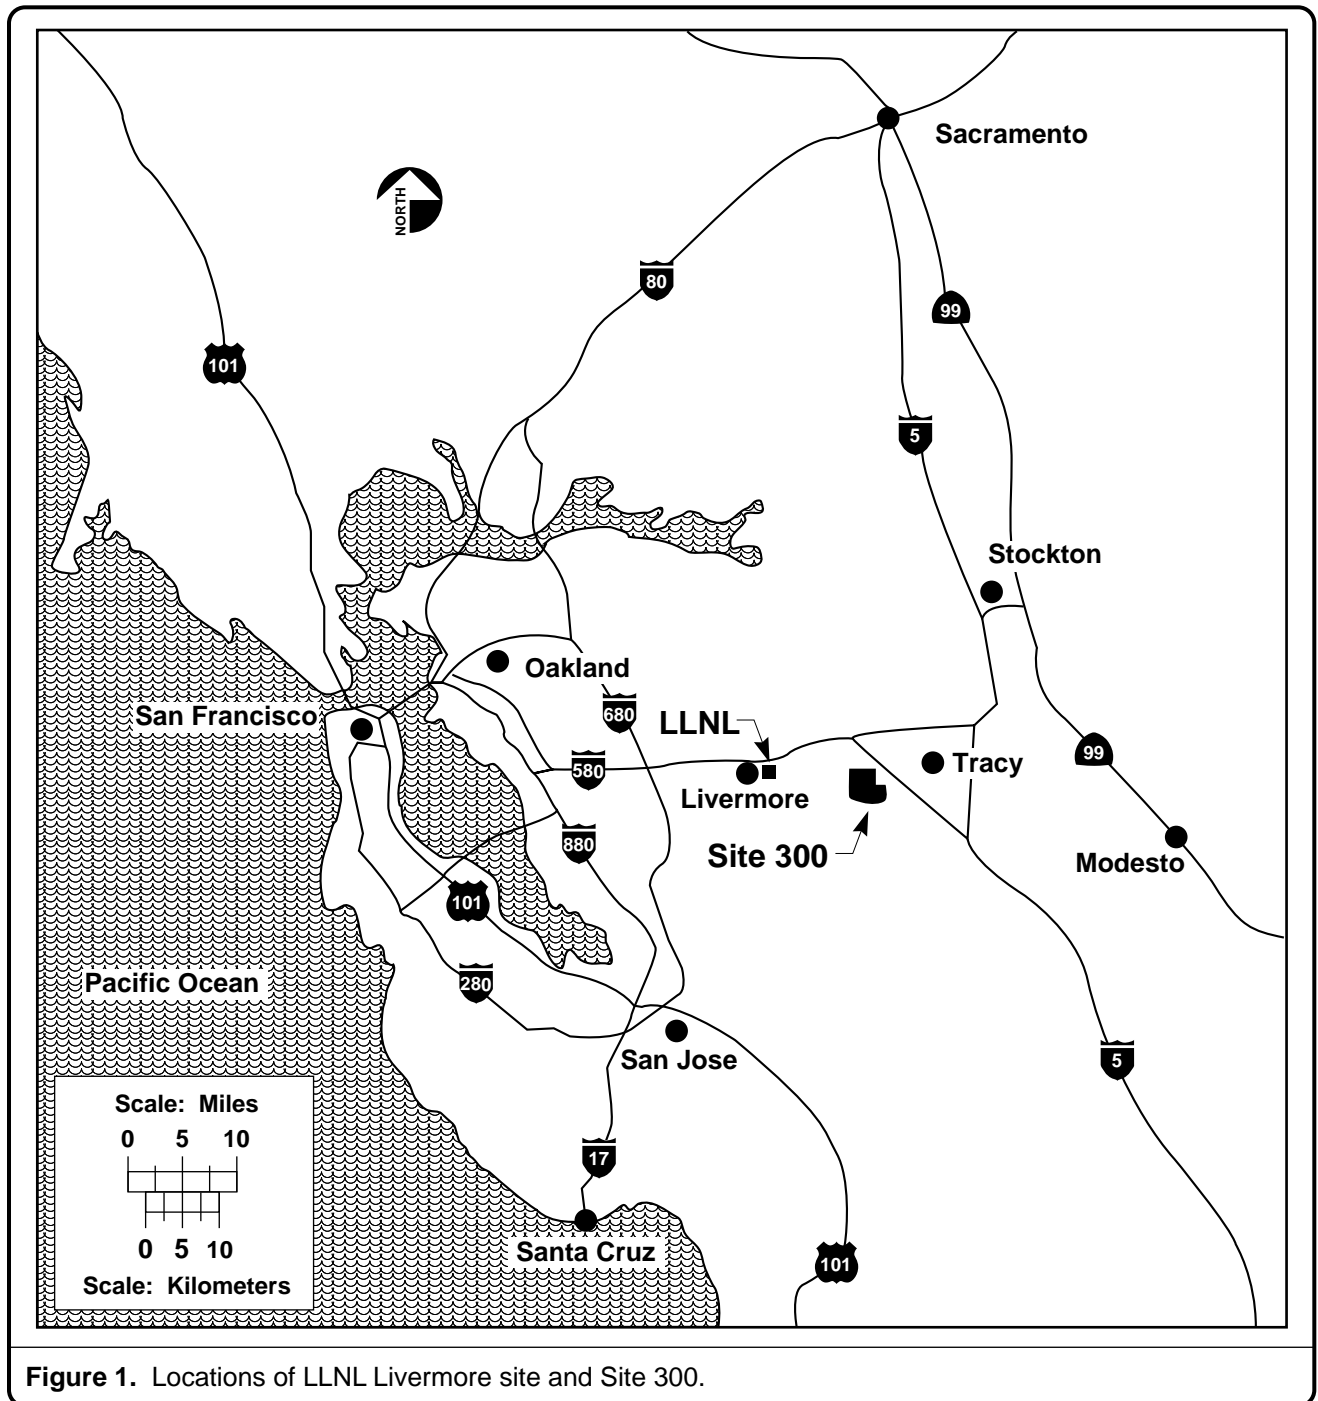 Sacramento
NORTH
80
99
101
5
Stockton
Oakland
San Francisco
680
LLNL
99
580
Tracy
Livermore
880
Site 300
Modesto
101
Pacific Ocean
280
San Jose
5
Scale: Miles
0 5 10
17
0 5 10
Santa Cruz
101
Scale: Kilometers
Figure 1. Locations of LLNL Livermore site and Site 300.